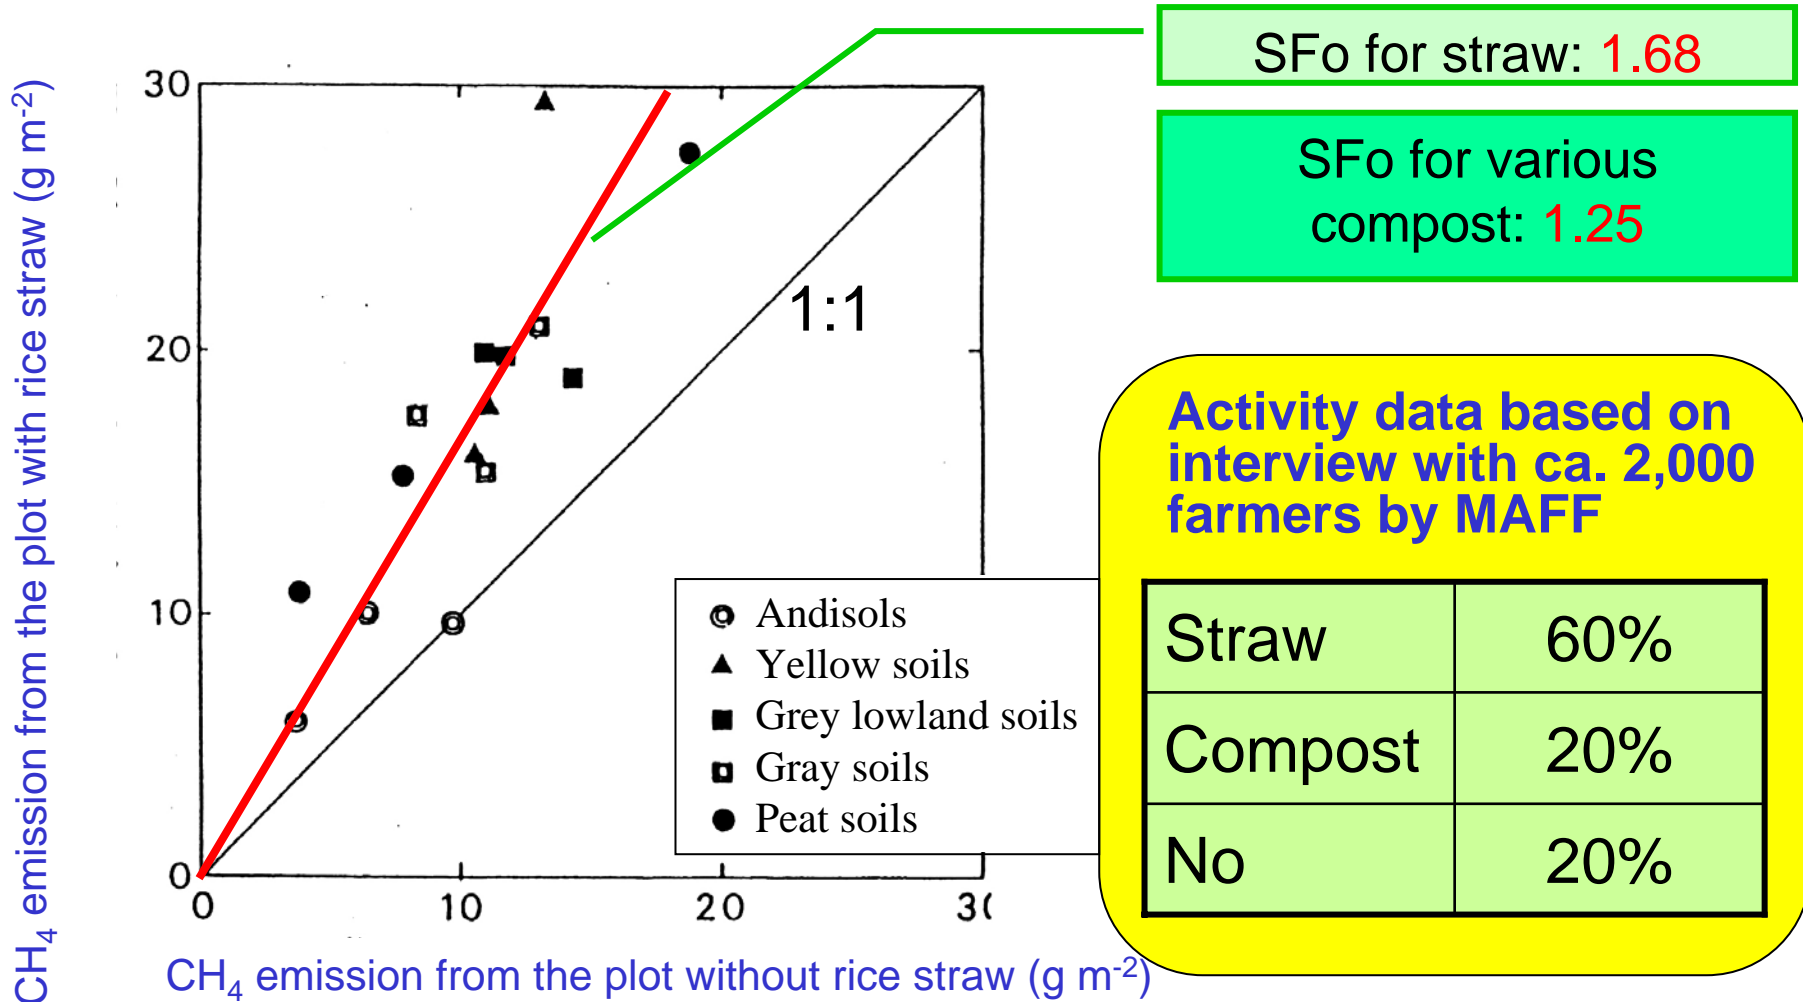 CH4 emission from the plot with rice straw (g m-2)
30
20
10
0
0
10
20
3(
CH4 emission from the plot without rice straw (g m-2)
1:1
Andisols
Yellow soils
Grey lowland soils
Gray soils
Peat soils
SFo for straw: 1.68
SFo for various
compost: 1.25
Activity data based on
interview with ca. 2,000
farmers by MAFF
Straw 60%
Compost 20%
No 20%